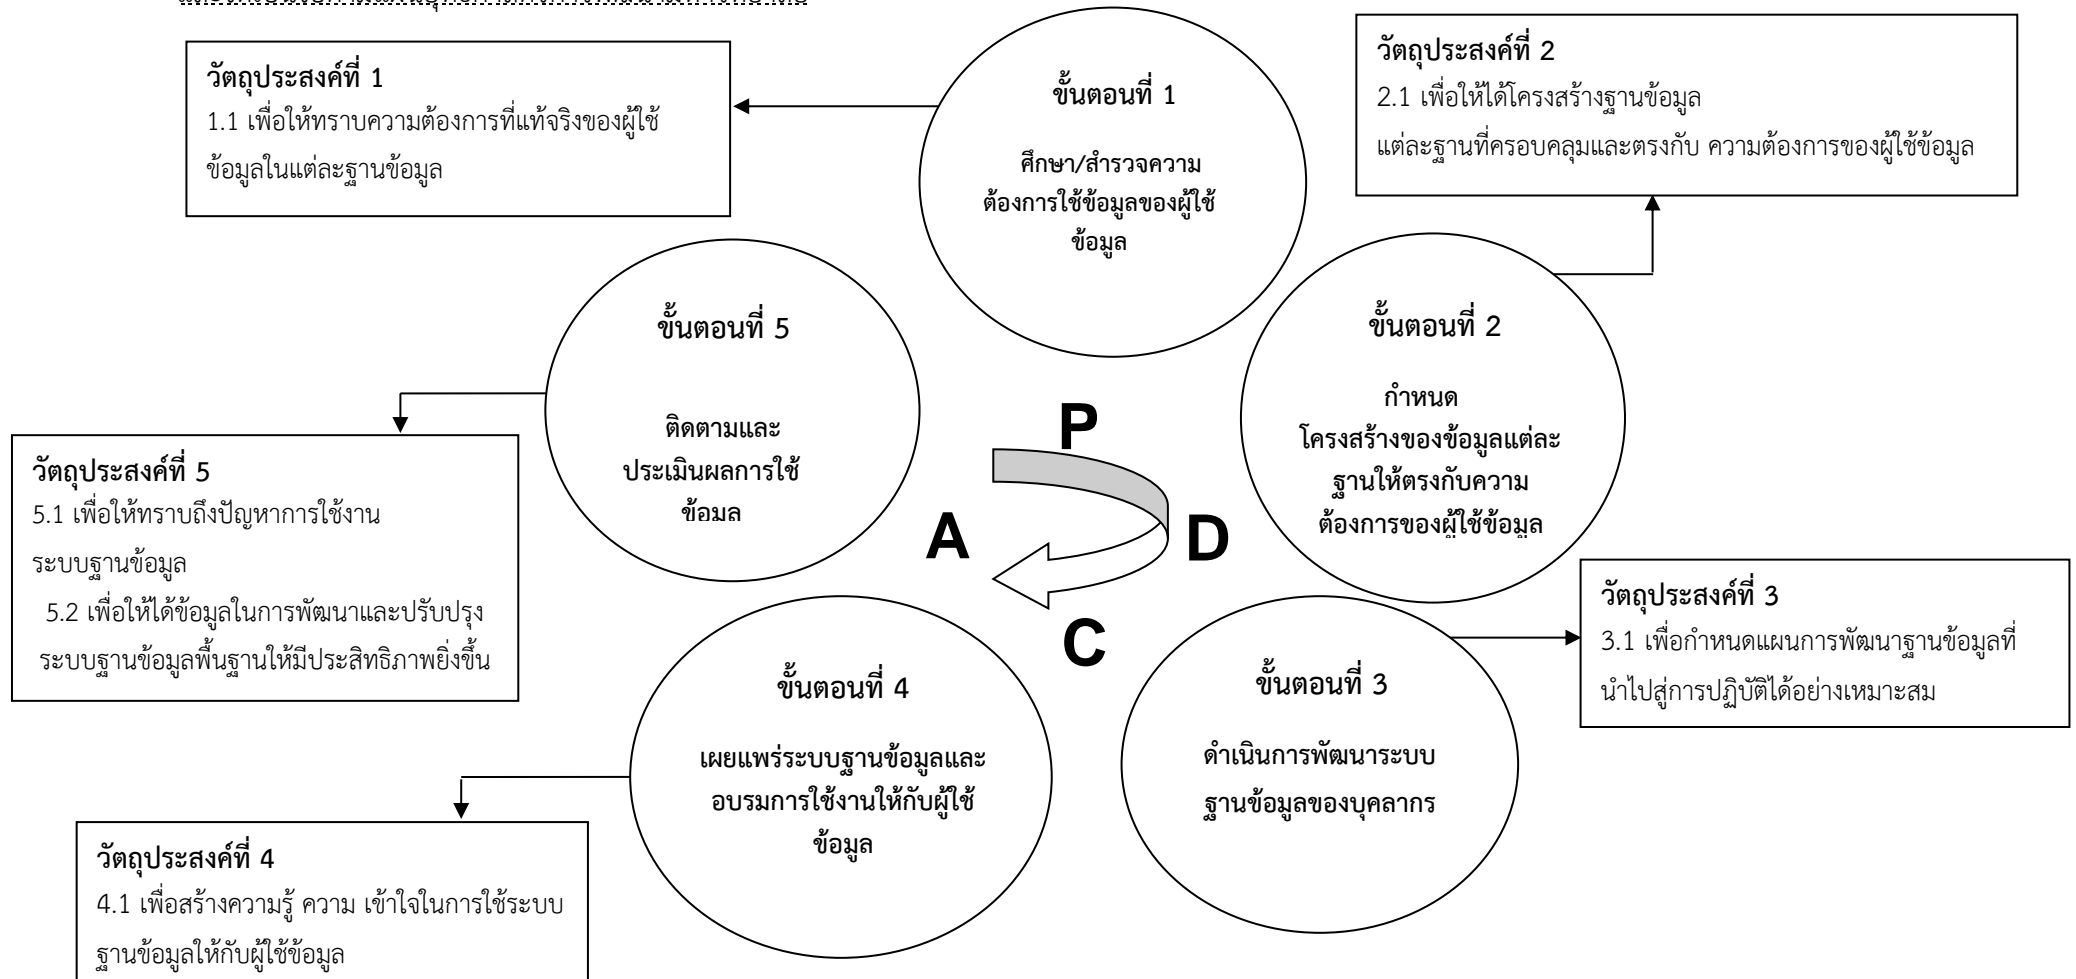 วัตถุประสงค์ที่ 1
1.1 เพื่อให้ทราบความต้องการที่แท้จริงของผู้ใช้
ข้อมูลในแต่ละฐานข้อมูล
ขั้นตอนที่ 1
ศึกษา/สำรวจความ
ต้องการใช้ข้อมูลของผู้ใช้
ข้อมูล
วัตถุประสงค์ที่ 2
2.1 เพื่อให้ได้โครงสร้างฐานข้อมูล
แต่ละฐานที่ครอบคลุมและตรงกับ ความต้องการของผู้ใช้ข้อมูล
ขั้นตอนที่ 5
ติดตามและ
ประเมินผลการใช้
ข้อมูล
ขั้นตอนที่ 2
กำหนด
โครงสร้างของข้อมูลแต่ละ
ฐานให้ตรงกับความ
ต้องการของผู้ใช้ข้อมูล
P
A
D
C
วัตถุประสงค์ที่ 5
5.1 เพื่อให้ทราบถึงปัญหาการใช้งาน
ระบบฐานข้อมูล
5.2 เพื่อให้ได้ข้อมูลในการพัฒนาและปรับปรุง
ระบบฐานข้อมูลพื้นฐานให้มีประสิทธิภาพยิ่งขึ้น
วัตถุประสงค์ที่ 3
3.1 เพื่อกำหนดแผนการพัฒนาฐานข้อมูลที่
นำไปสู่การปฏิบัติได้อย่างเหมาะสม
ขั้นตอนที่ 4
เผยแพร่ระบบฐานข้อมูลและ
อบรมการใช้งานให้กับผู้ใช้
ข้อมูล
ขั้นตอนที่ 3
ดำเนินการพัฒนาระบบ
ฐานข้อมูลของบุคลากร
วัตถุประสงค์ที่ 4
4.1 เพื่อสร้างความรู้ ความ เข้าใจในการใช้ระบบ
ฐานข้อมูลให้กับผู้ใช้ข้อมูล